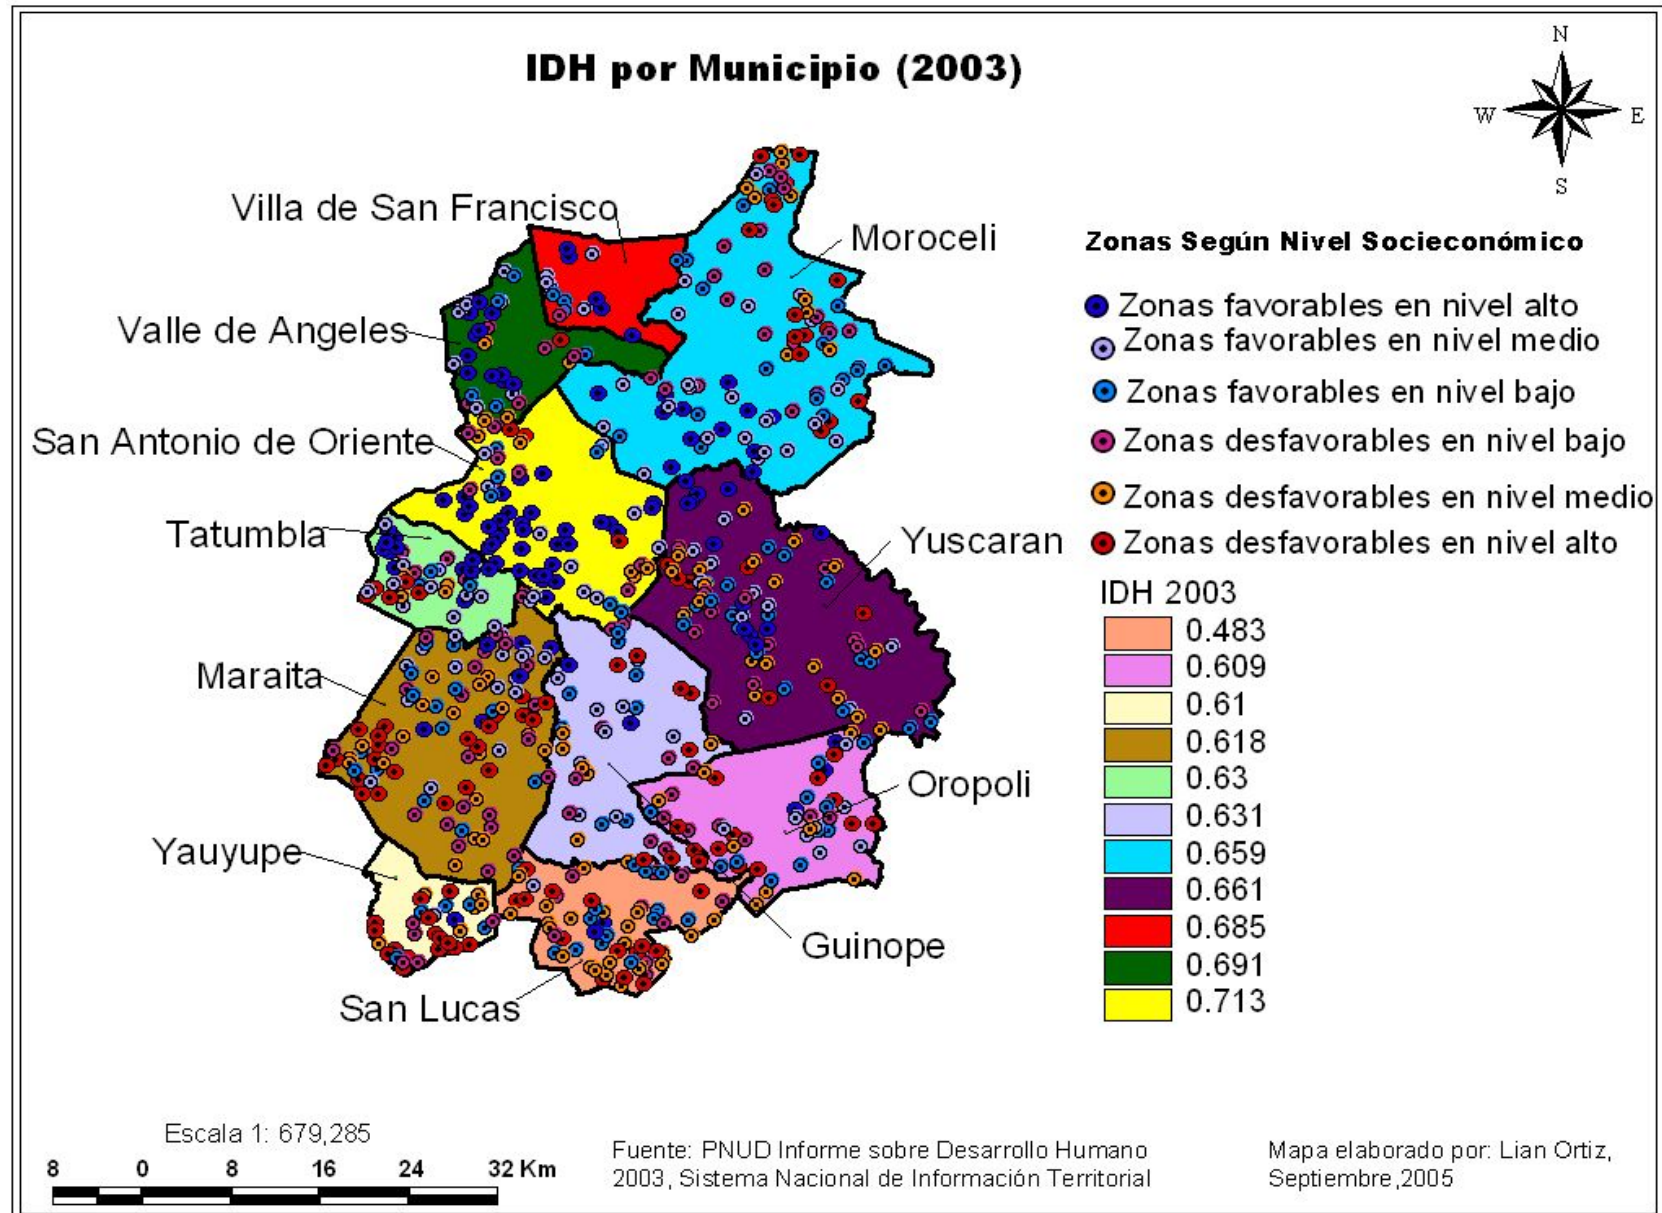 IDH por Municipio (2003)
N
W
E
S
Villa de San Francisco
Moroceli
Valle de Angeles
San Antonio de Oriente
Tatumbla
Yuscaran
Maraita
Oropoli
Yauyupe
Guinope
San Lucas
Zonas Según Nivel Socieconómico
Zonas favorables en nivel alto
Zonas favorables en nivel medio
Zonas favorables en nivel bajo
Zonas desfavorables en nivel bajo
Zonas desfavorables en nivel medio
Zonas desfavorables en nivel alto
IDH 2003
0.483
0.609
0.61
0.618
0.63
0.631
0.659
0.661
0.685
0.691
0.713
Escala 1: 679,285
8 0 8 16 24 32 Km
Fuente: PNUD Informe sobre Desarrollo Humano
2003, Sistema Nacional de Información Territorial
Mapa elaborado por: Lian Ortiz,
Septiembre,2005